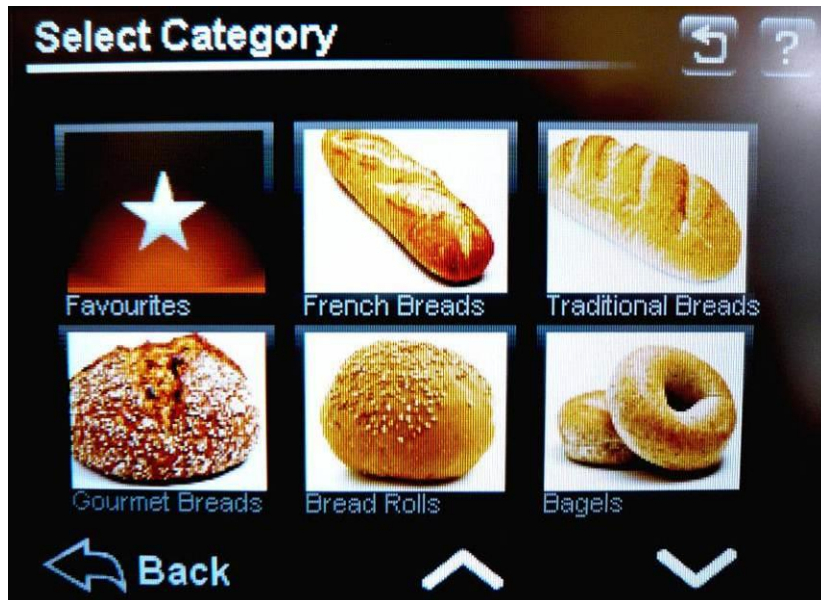 Select Category
?
Favourites
French Breads
Traditional Breads
Gourmet Breads
Bread Rolls
Bagels
Back